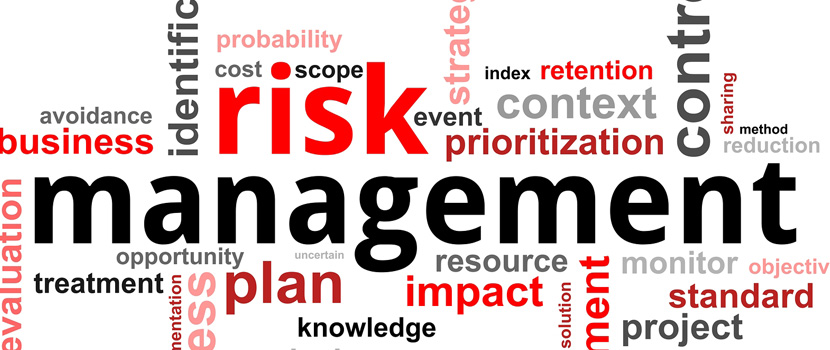 identific
strateg
contro
probability
cost
scope
risk
index
retention
sharing
avoidance
event
context
method
business
prioritization
reduction
management
evaluation
opportunity
uncertain
resource
monitor
objectiv
treatment
plan
impact
standard
mentation
ess
solution
ment
knowledge
project